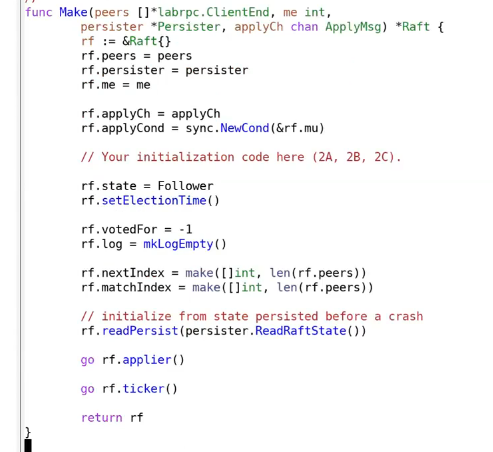 //
func Make(peers []*labrpc.ClientEnd, me int,
persister *Persister, applyCh chan ApplyMsg) *Raft {
rf := &Raft{}
rf.peers = peers
rf.persister = persister
rf.me = me
rf.applyCh = applyCh
rf.applyCond = sync.NewCond(&rf.mu)
// Your initialization code here (2A, 2B, 2C).
rf.state = Follower
rf.setElectionTime()
rf.votedFor = -1
rf.log = mkLogEmpty()
rf.nextIndex = make([]int, len(rf.peers))
rf.matchIndex = make([]int, len(rf.peers))
// initialize from state persisted before a crash
rf.readPersist(persister.ReadRaftState())
go rf.applier()
go rf.ticker()
return rf
}